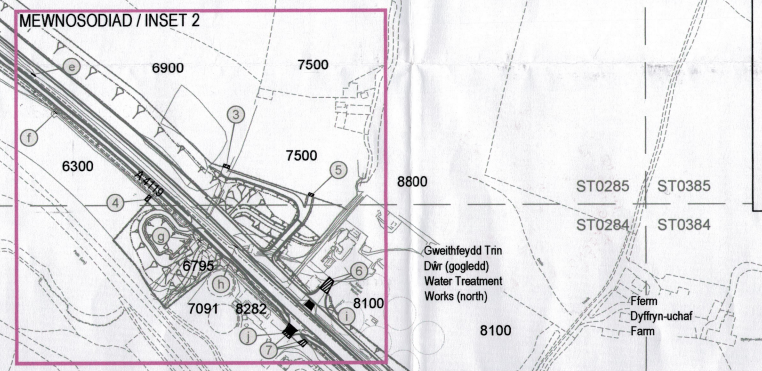 MEWNOSODIAD / INSET 2
e
6900
7500
3
f
6300
7500
5
A 4119
8800
ST0285
ST0385
4
ST0284
ST0384
g
Gweithfeydd Trin
Dŵr (gogledd)
Water Treatment
Works (north)
6795
h
6
7091
8282
8100
i
8100
Fferm
Dyffryn-uchaf
Farm
j
7